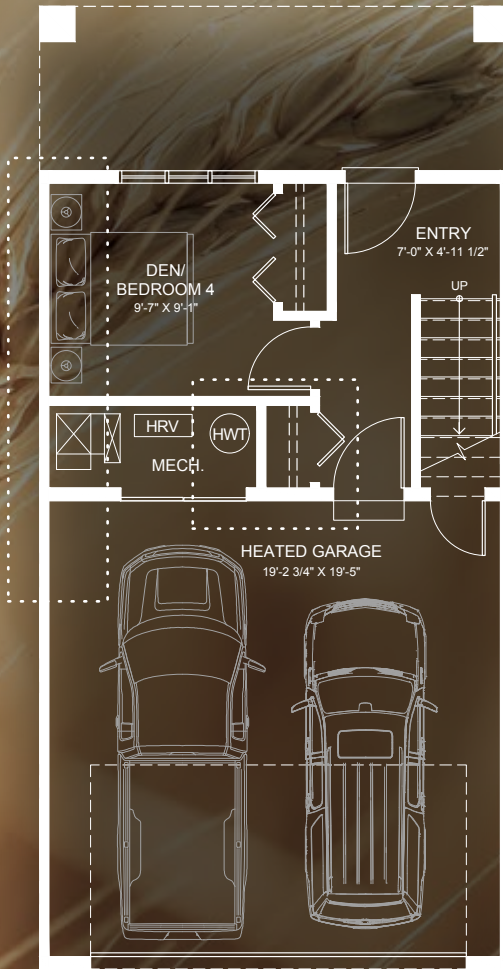 ENTRY
7'-0" X 4'-11 1/2"
DEN/
BEDROOM 4
9'-7" X 9'-1"
UP
HRV
HWT
MECH.
HEATED GARAGE
19'-2 3/4" X 19'-5"